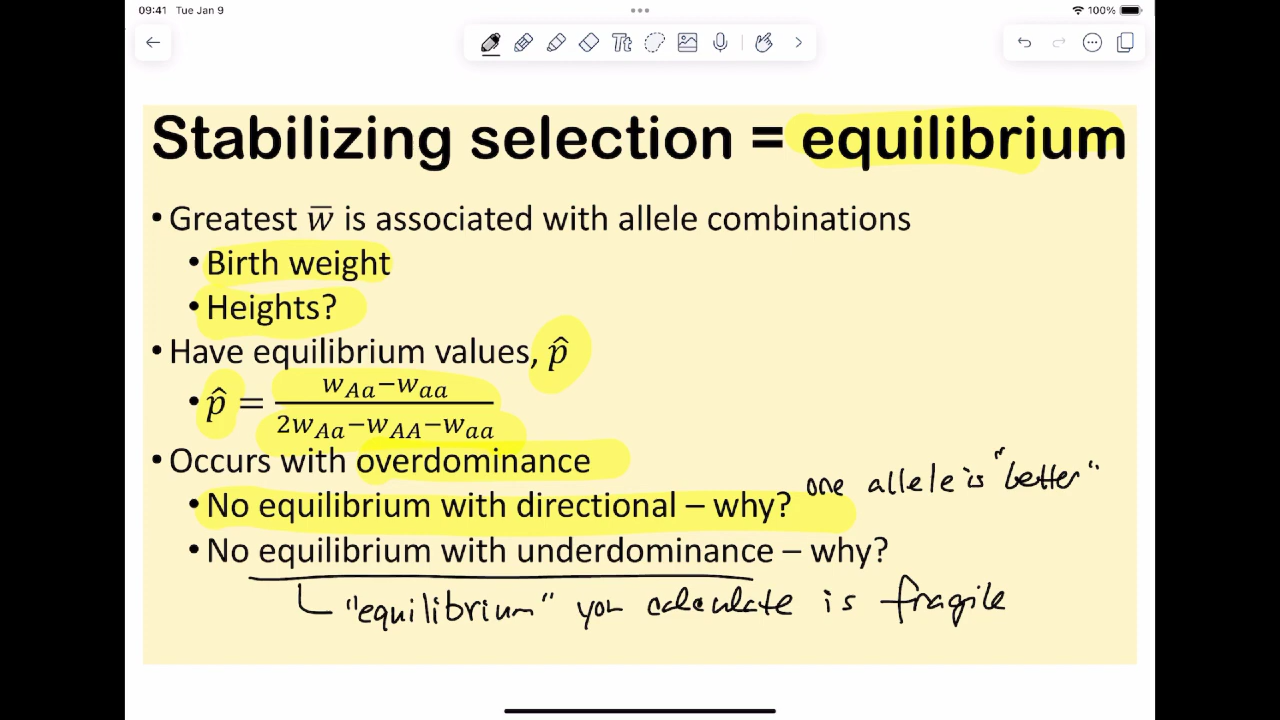 09:41 Tue Jan 9
100%
Tt
Stabilizing selection = equilibrium
• Greatest w̅ is associated with allele combinations
• Birth weight
• Heights?
• Have equilibrium values, p̂
• p̂ = (w_Aa − w_aa) / (2w_Aa − w_AA − w_aa)
• Occurs with overdominance
one allele is "better"
• No equilibrium with directional – why?
• No equilibrium with underdominance – why?
"equilibrium" you calculate is fragile